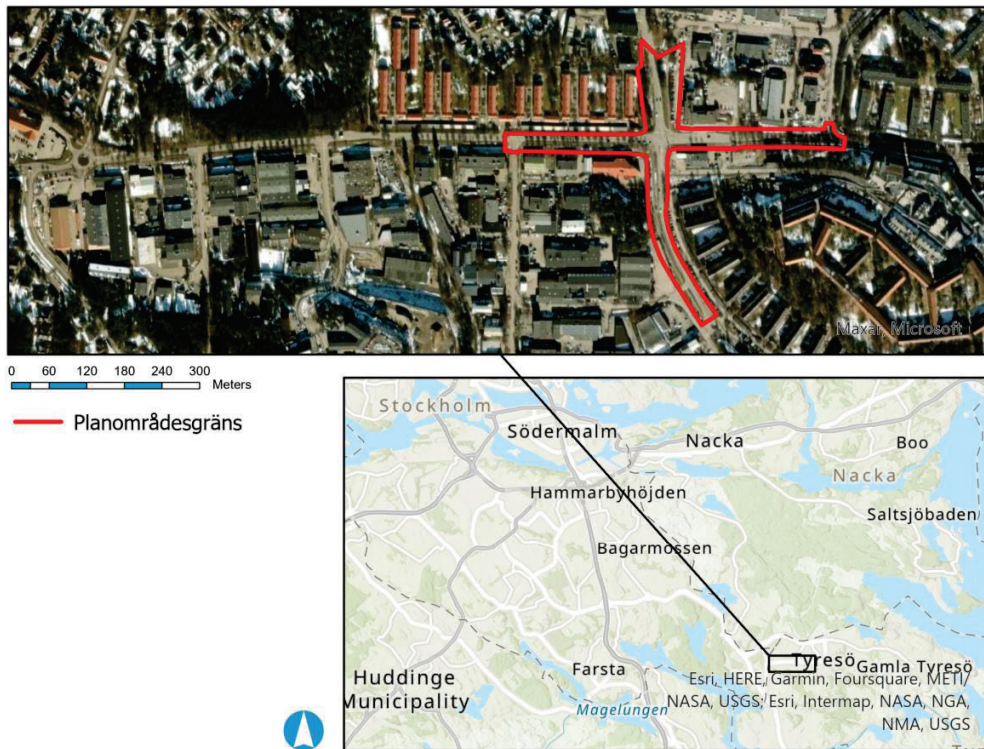 Maxar, Microsoft
0 60 120 180 240 300
Meters
Planområdesgräns
Stockholm
Södermalm
Nacka
Boo
Nacka
Hammarbyhöjden
Saltsjöbaden
Bagarmossen
Tyresö
Gamla Tyresö
Farsta
Huddinge
Municipality
Magelungen
Esri, HERE, Garmin, Foursquare, METI/
NASA, USGS; Esri, Intermap, NASA, NGA,
NMA, USGS